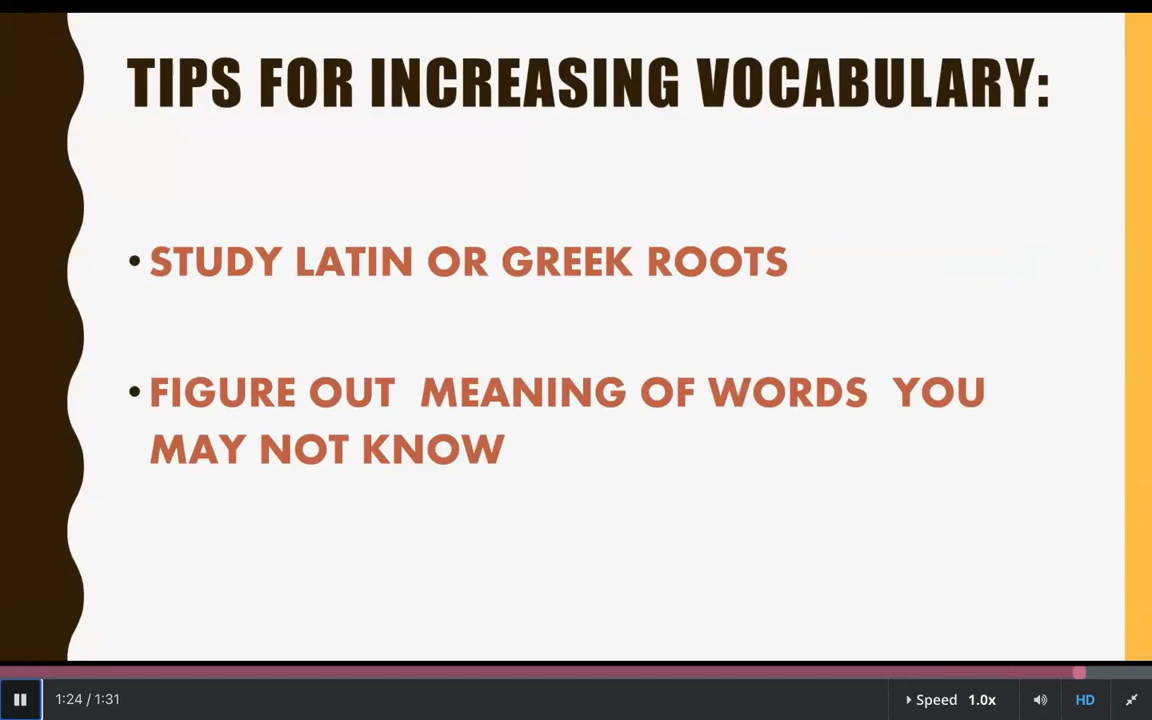 TIPS FOR INCREASING VOCABULARY:
• STUDY LATIN OR GREEK ROOTS
• FIGURE OUT MEANING OF WORDS YOU
MAY NOT KNOW
1:24 / 1:31
Speed 1.0x
HD